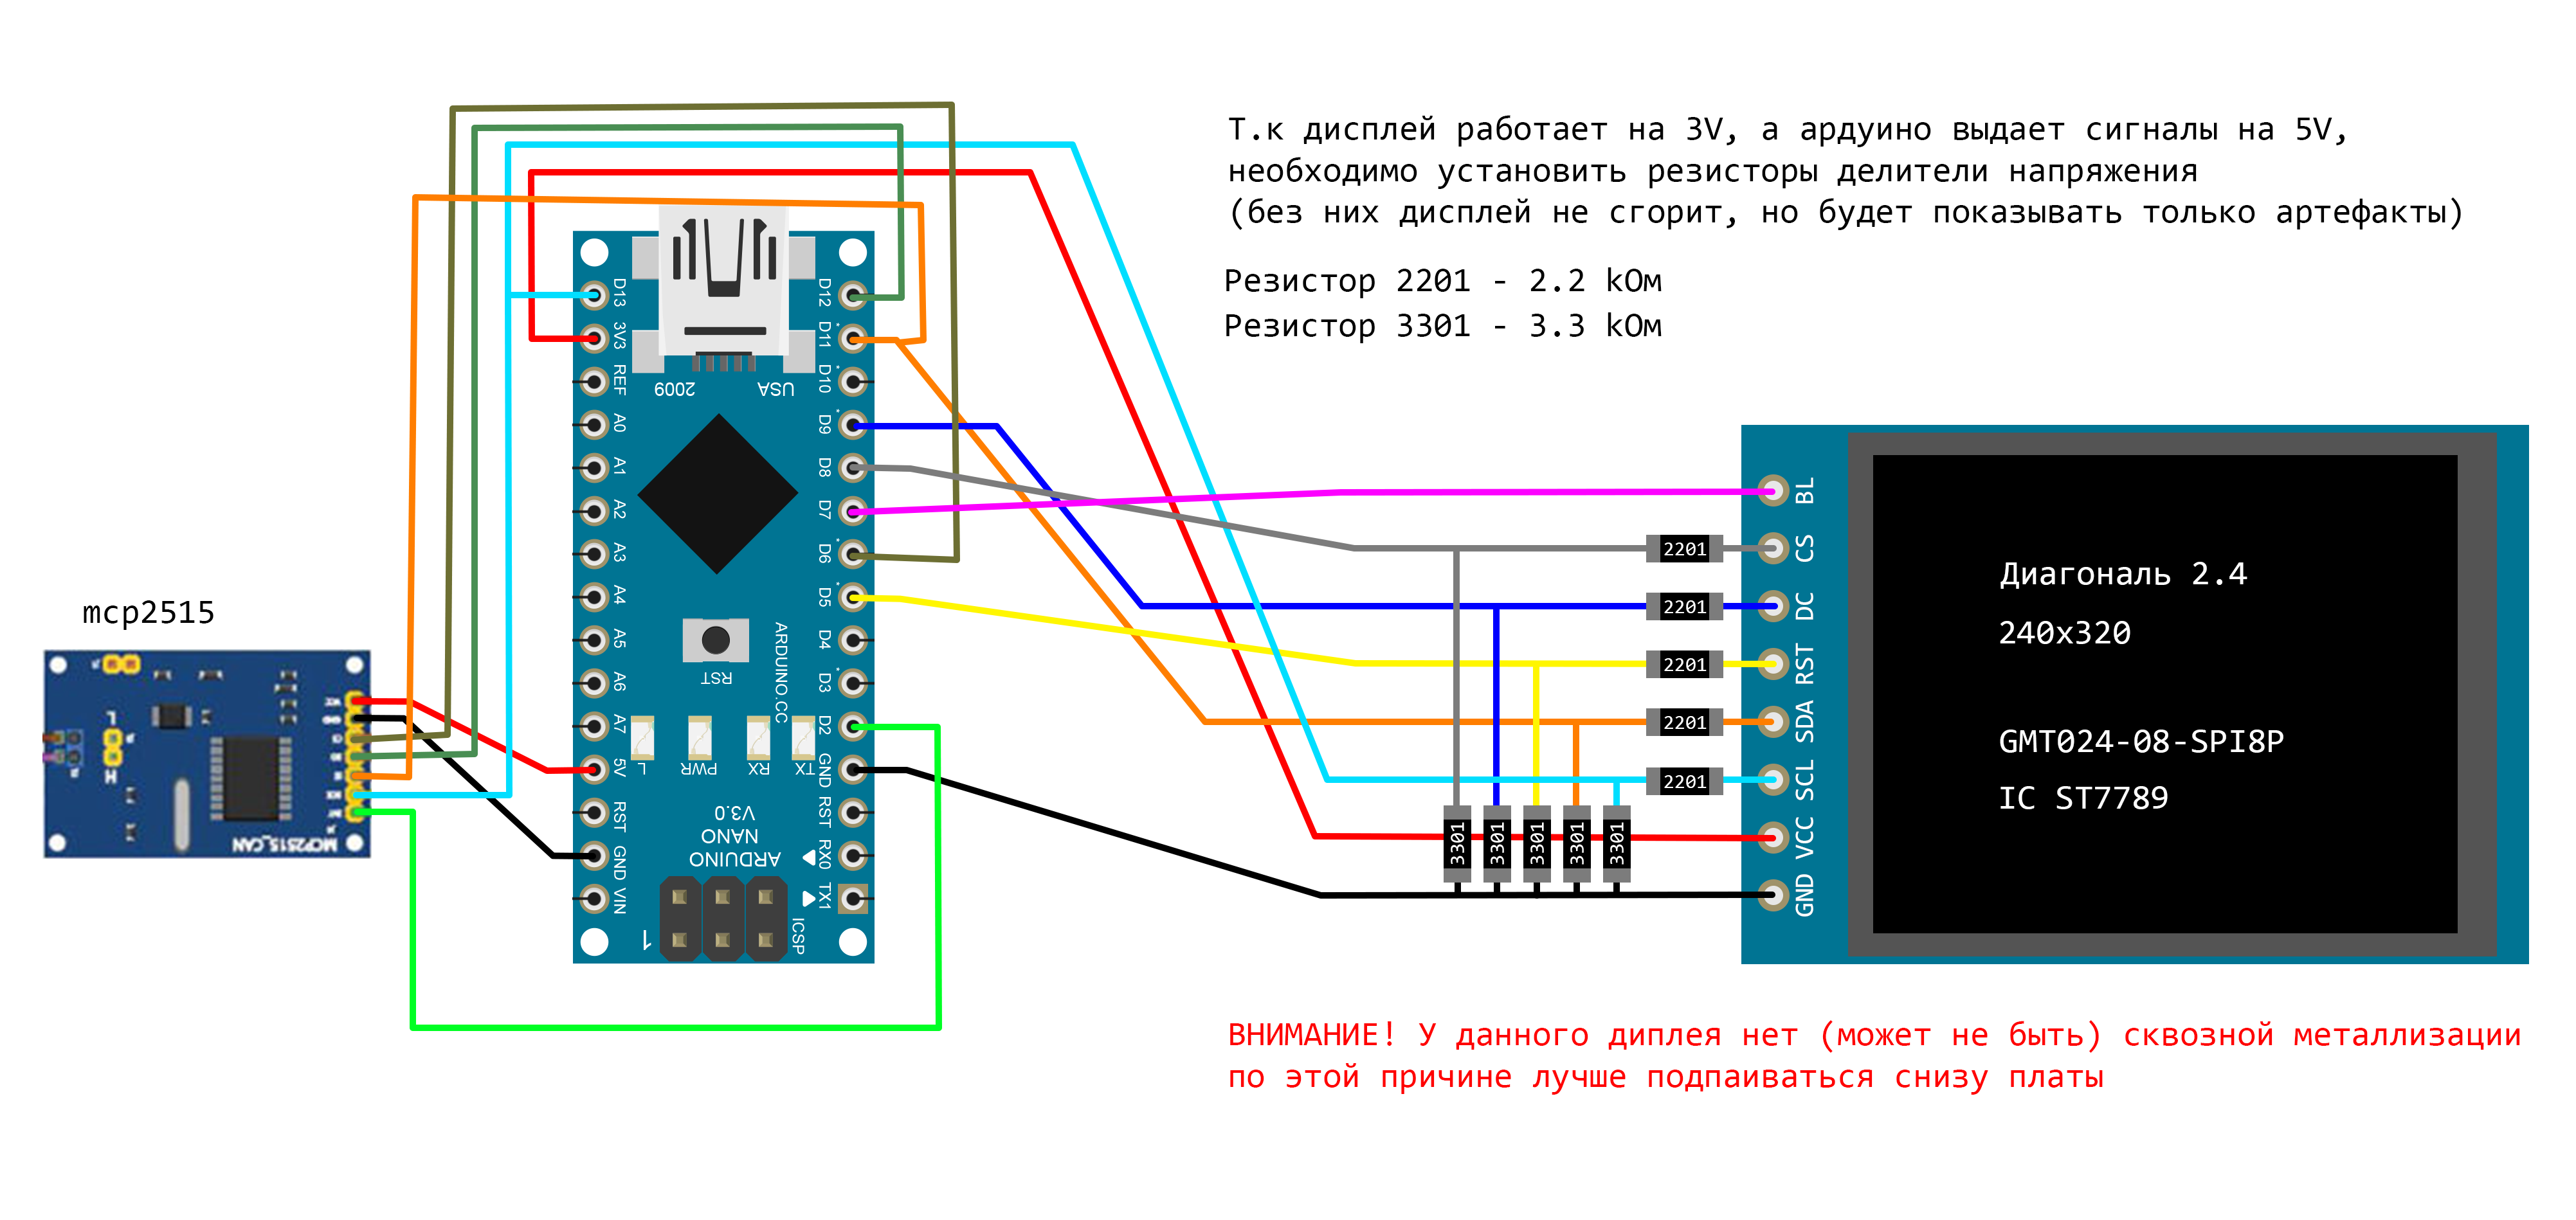 Т.к дисплей работает на 3V, а ардуино выдает сигналы на 5V,
необходимо установить резисторы делители напряжения
(без них дисплей не сгорит, но будет показывать только артефакты)
Резистор 2201 - 2.2 kОм
Резистор 3301 - 3.3 kОм
mcp2515
L
H
MCP2515_CAN
D13
3V3
REF
A0
A1
A2
A3
A4
A5
A6
A7
5V
RST
GND
VIN
D12
D11
D10
D9
D8
D7
D6
D5
D4
D3
D2
GND
RST
RX0
TX1
2009
USA
RST
ARDUINO.CC
L
PWR
RX
TX
V3.0
NANO
ARDUINO
1
ICSP
2201
2201
2201
2201
2201
3301
3301
3301
3301
3301
BL
CS
DC
RST
SDA
SCL
VCC
GND
Диагональ 2.4
240x320
GMT024-08-SPI8P
IC ST7789
ВНИМАНИЕ! У данного диплея нет (может не быть) сквозной металлизации
по этой причине лучше подпаиваться снизу платы